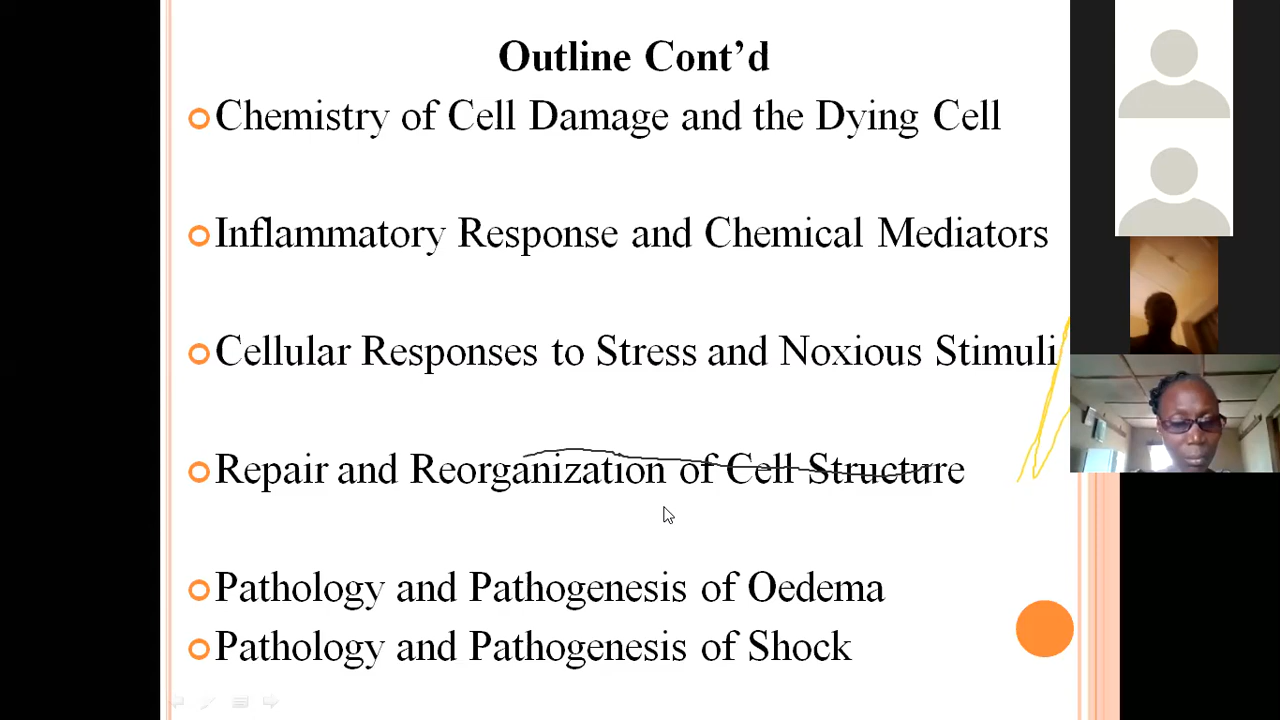 Outline Cont’d
Chemistry of Cell Damage and the Dying Cell
Inflammatory Response and Chemical Mediators
Cellular Responses to Stress and Noxious Stimuli
Repair and Reorganization of Cell Structure
Pathology and Pathogenesis of Oedema
Pathology and Pathogenesis of Shock